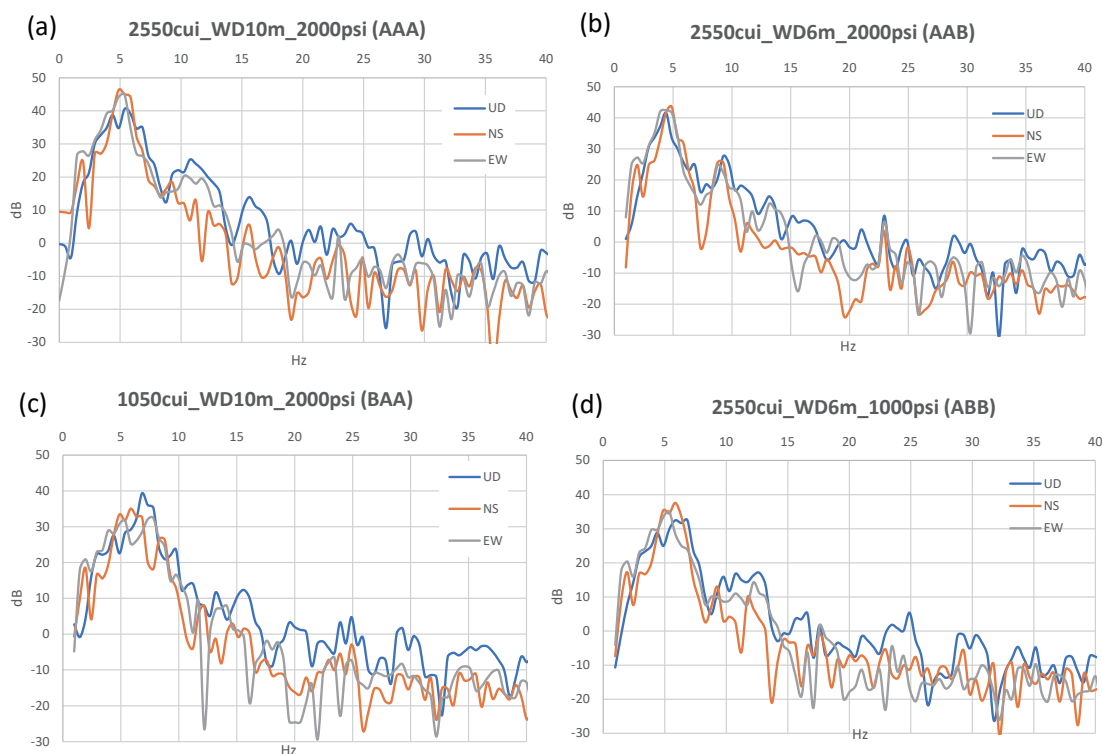 (a)
2550cui_WD10m_2000psi (AAA)
0 5 10 15 20 25 30 35 40
50
40
30
20
10
0
-10
-20
-30
dB
Hz
UD
NS
EW
(b)
2550cui_WD6m_2000psi (AAB)
0 5 10 15 20 25 30 35 40
50
40
30
20
10
0
-10
-20
-30
dB
Hz
UD
NS
EW
(c)
1050cui_WD10m_2000psi (BAA)
0 5 10 15 20 25 30 35 40
50
40
30
20
10
0
-10
-20
-30
dB
Hz
UD
NS
EW
(d)
2550cui_WD6m_1000psi (ABB)
0 5 10 15 20 25 30 35 40
50
40
30
20
10
0
-10
-20
-30
dB
Hz
UD
NS
EW